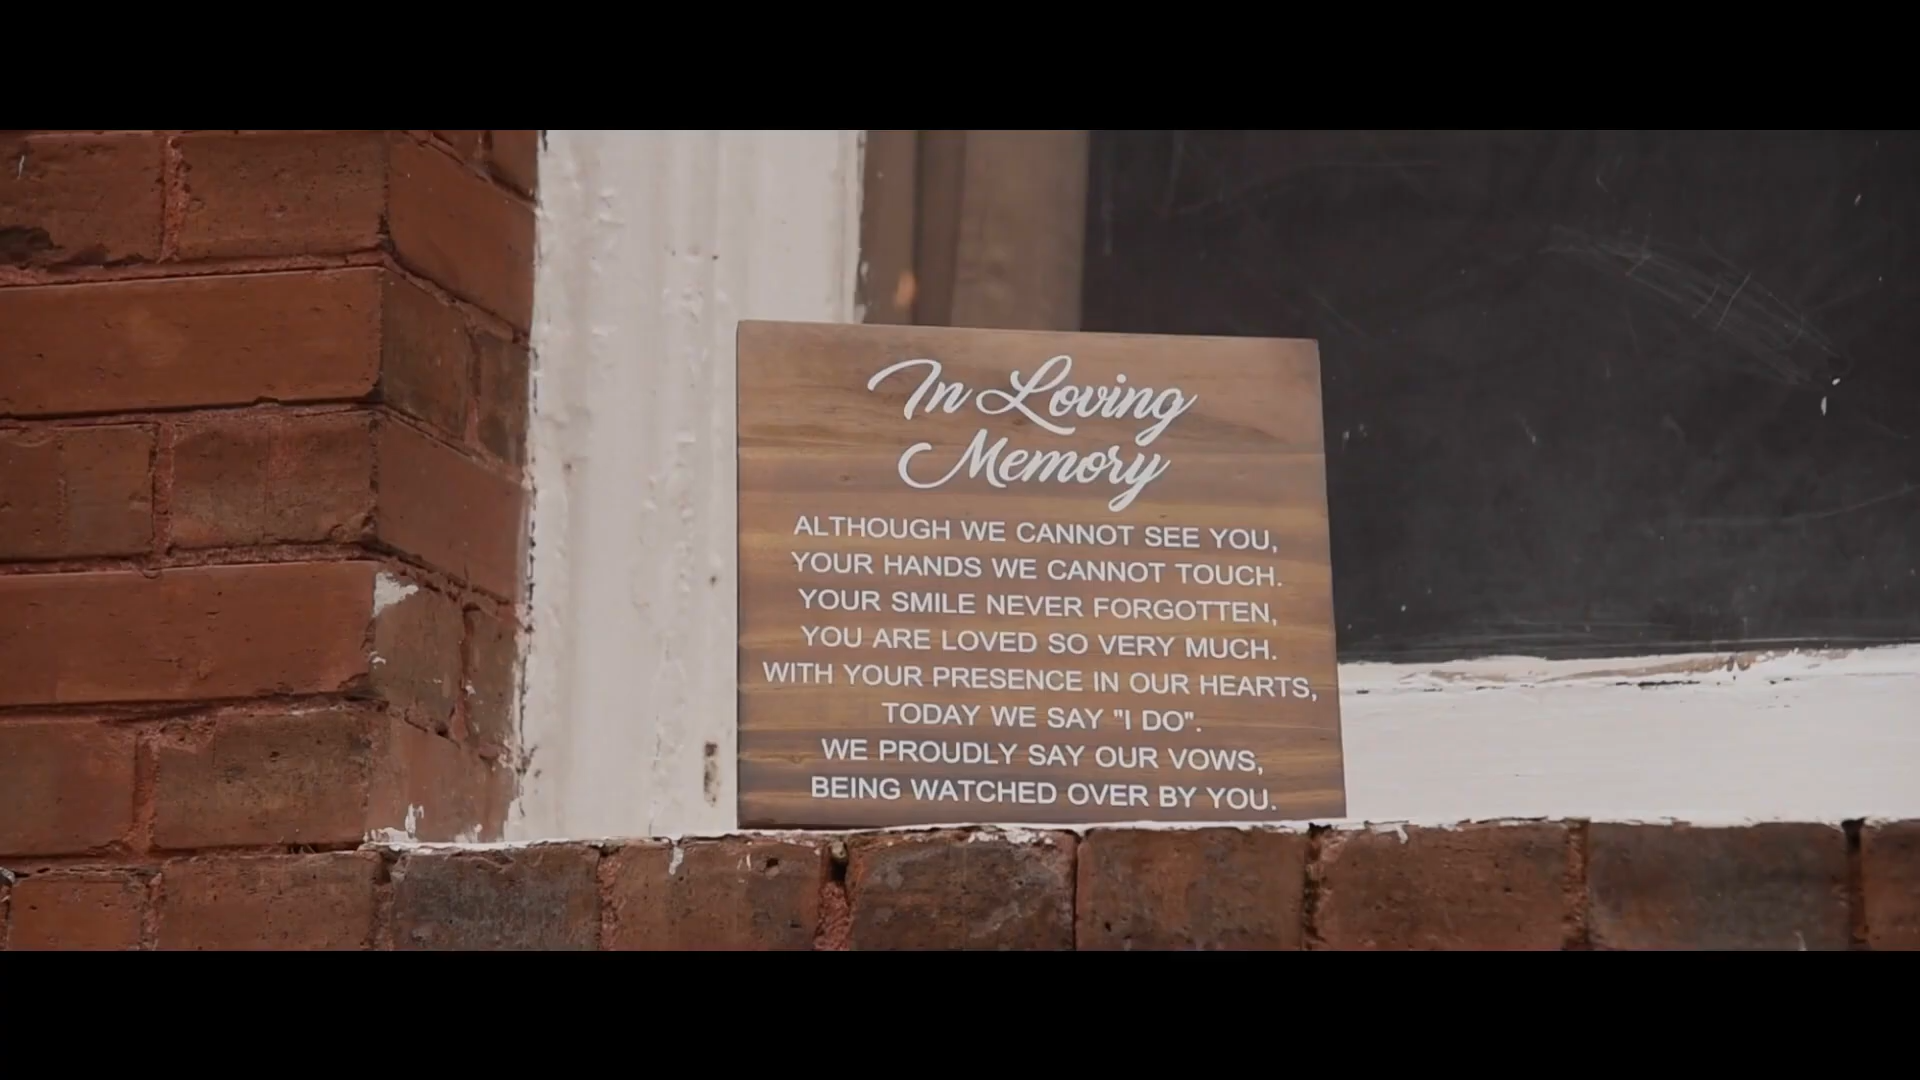 In Loving
Memory
ALTHOUGH WE CANNOT SEE YOU,
YOUR HANDS WE CANNOT TOUCH.
YOUR SMILE NEVER FORGOTTEN,
YOU ARE LOVED SO VERY MUCH.
WITH YOUR PRESENCE IN OUR HEARTS,
TODAY WE SAY "I DO".
WE PROUDLY SAY OUR VOWS,
BEING WATCHED OVER BY YOU.